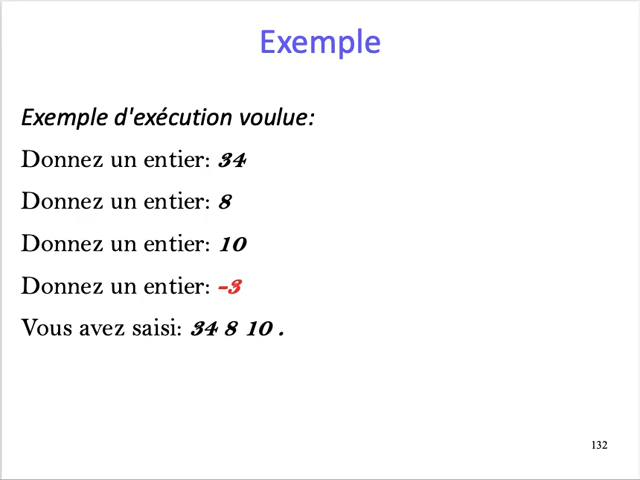 Exemple
Exemple d'exécution voulue:
Donnez un entier: 34
Donnez un entier: 8
Donnez un entier: 10
Donnez un entier: -3
Vous avez saisi: 34 8 10 .
132